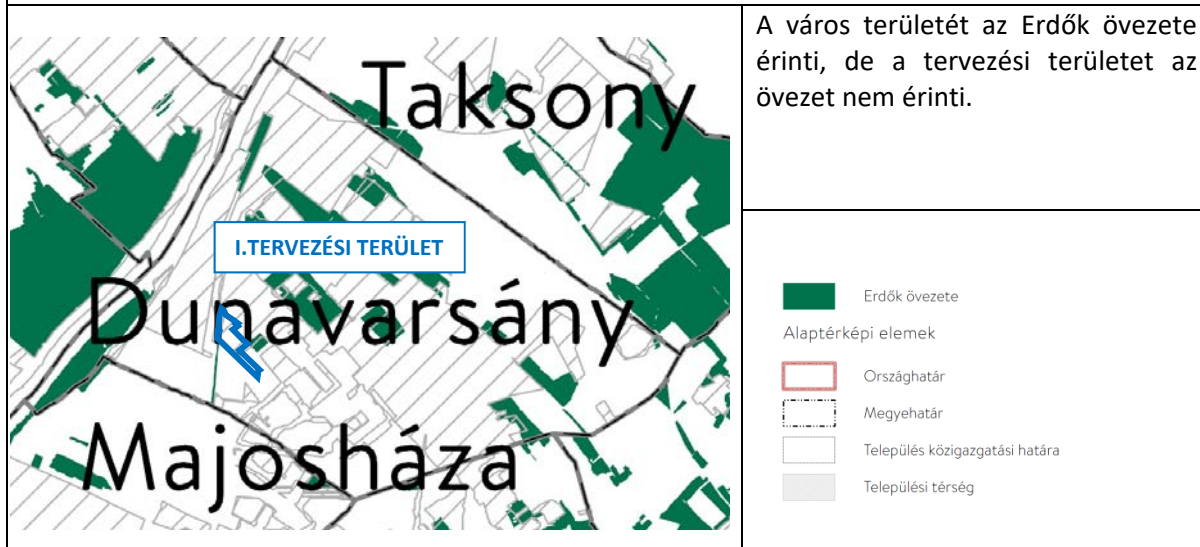 Taksony
I.TERVEZÉSI TERÜLET
Dunavarsány
Majosháza
A város területét az Erdők övezete
érinti, de a tervezési területet az
övezet nem érinti.
Erdők övezete
Alaptérképi elemek
Országhatár
Megyehatár
Település közigazgatási határa
Települési térség